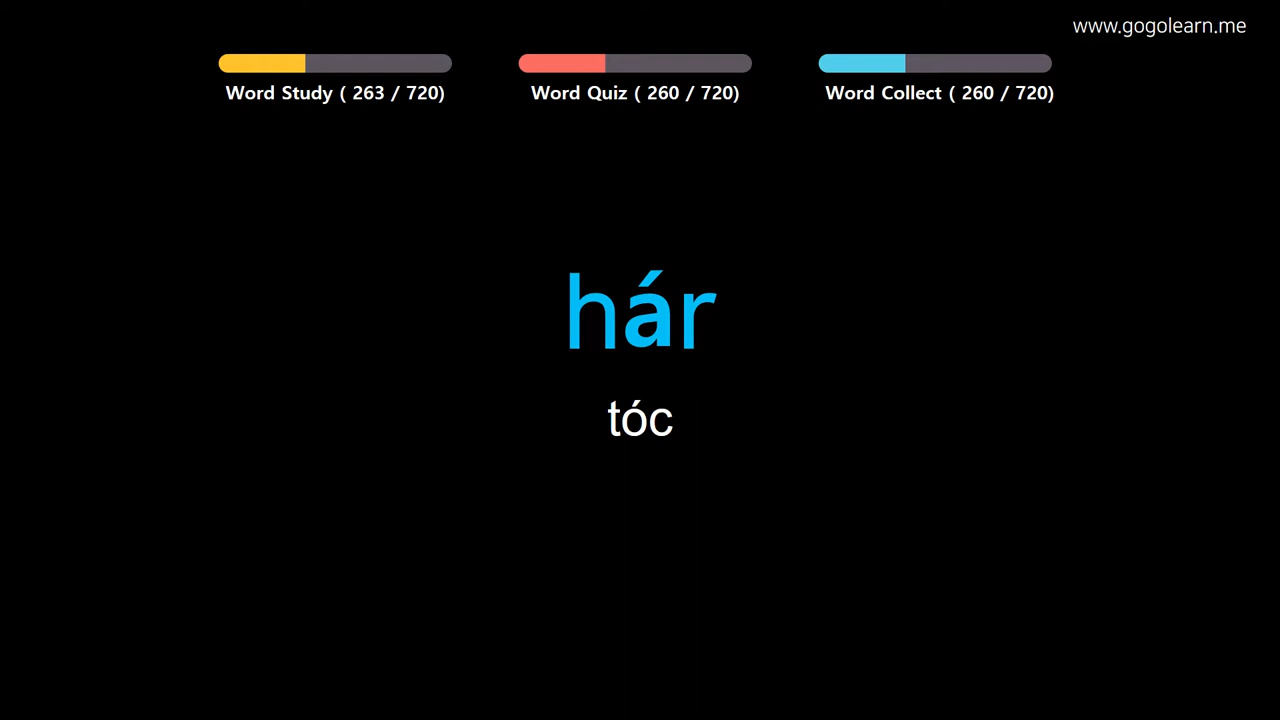 www.gogolearn.me
Word Study ( 263 / 720)
Word Quiz ( 260 / 720)
Word Collect ( 260 / 720)
hár
tóc